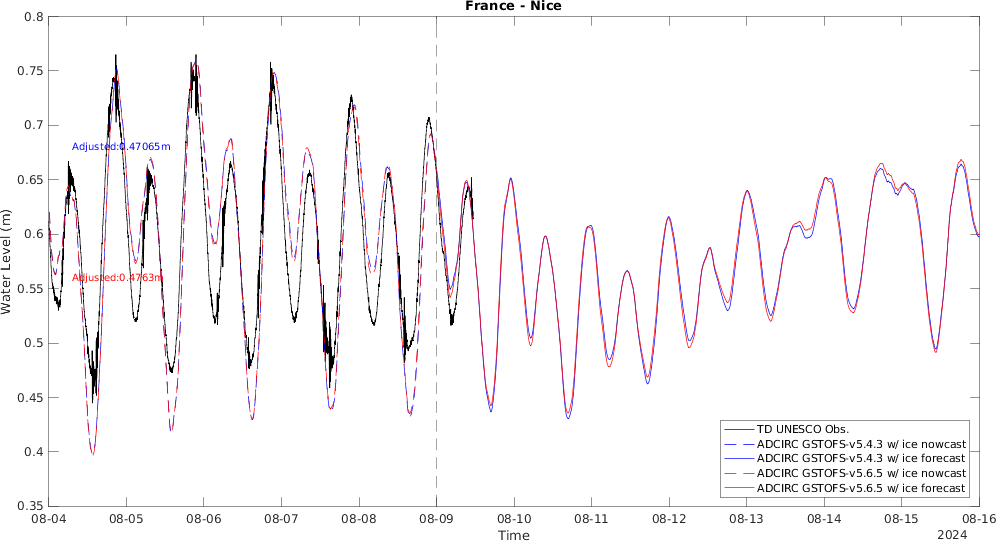 France - Nice
0.8
0.75
0.7
0.65
0.6
0.55
0.5
0.45
0.4
0.35
Water Level (m)
Adjusted:0.47065m
Adjusted:0.4763m
TD UNESCO Obs.
ADCIRC GSTOFS-v5.4.3 w/ ice nowcast
ADCIRC GSTOFS-v5.4.3 w/ ice forecast
ADCIRC GSTOFS-v5.6.5 w/ ice nowcast
ADCIRC GSTOFS-v5.6.5 w/ ice forecast
08-04 08-05 08-06 08-07 08-08 08-09 08-10 08-11 08-12 08-13 08-14 08-15 08-16
Time
2024